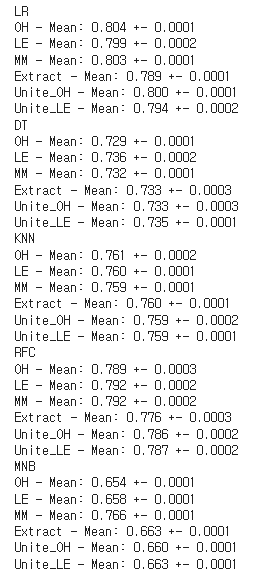 LR
OH - Mean: 0.804 +- 0.0001
LE - Mean: 0.799 +- 0.0002
MM - Mean: 0.803 +- 0.0001
Extract - Mean: 0.789 +- 0.0001
Unite_OH - Mean: 0.800 +- 0.0001
Unite_LE - Mean: 0.794 +- 0.0002
DT
OH - Mean: 0.729 +- 0.0001
LE - Mean: 0.736 +- 0.0002
MM - Mean: 0.732 +- 0.0001
Extract - Mean: 0.733 +- 0.0003
Unite_OH - Mean: 0.733 +- 0.0003
Unite_LE - Mean: 0.735 +- 0.0001
KNN
OH - Mean: 0.761 +- 0.0002
LE - Mean: 0.760 +- 0.0001
MM - Mean: 0.759 +- 0.0001
Extract - Mean: 0.760 +- 0.0001
Unite_OH - Mean: 0.759 +- 0.0002
Unite_LE - Mean: 0.759 +- 0.0001
RFC
OH - Mean: 0.789 +- 0.0003
LE - Mean: 0.792 +- 0.0002
MM - Mean: 0.792 +- 0.0002
Extract - Mean: 0.776 +- 0.0003
Unite_OH - Mean: 0.786 +- 0.0002
Unite_LE - Mean: 0.787 +- 0.0002
MNB
OH - Mean: 0.654 +- 0.0001
LE - Mean: 0.658 +- 0.0001
MM - Mean: 0.766 +- 0.0001
Extract - Mean: 0.663 +- 0.0001
Unite_OH - Mean: 0.660 +- 0.0001
Unite_LE - Mean: 0.663 +- 0.0001